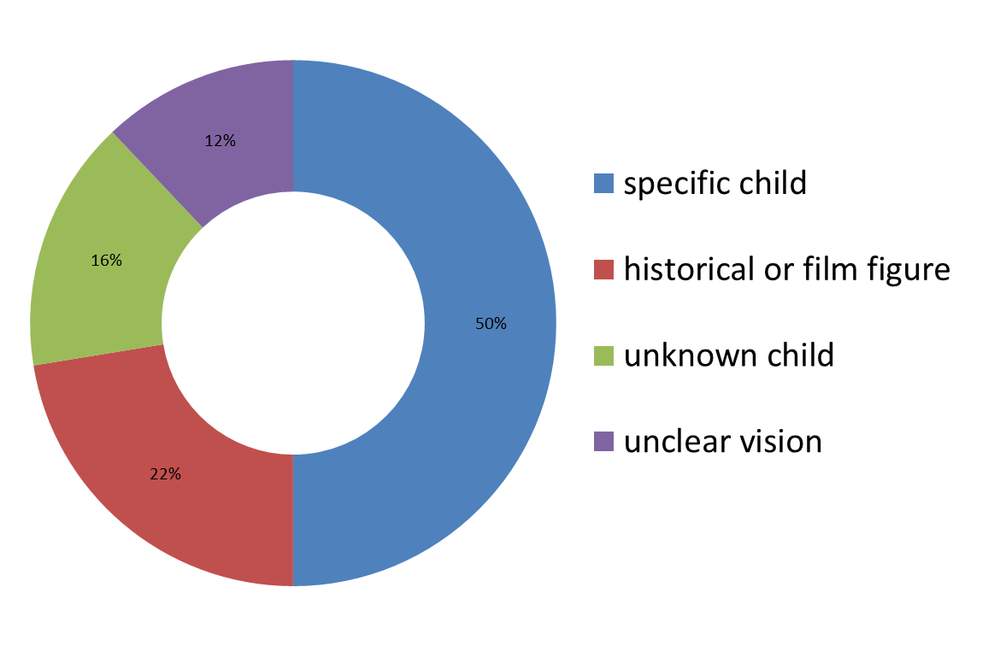 12%
16%
50%
22%
specific child
historical or film figure
unknown child
unclear vision